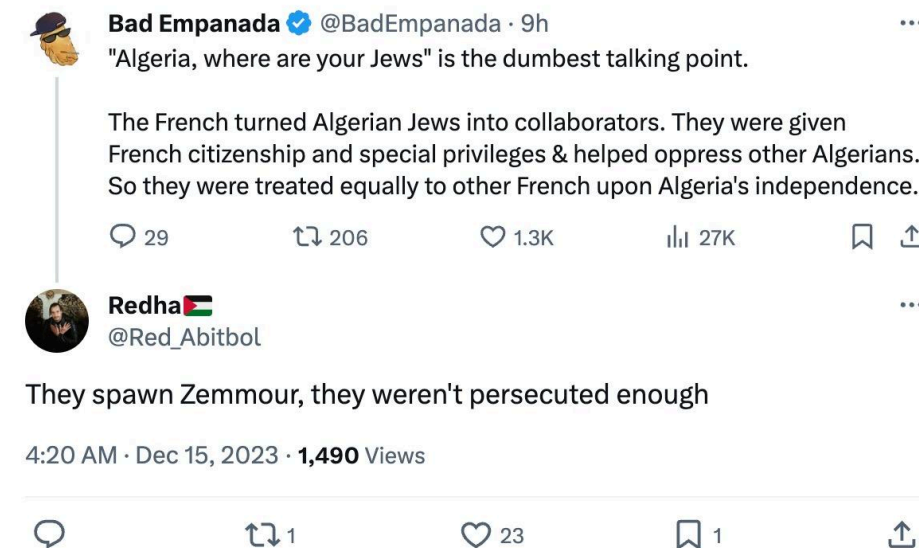 Bad Empanada @BadEmpanada · 9h
"Algeria, where are your Jews" is the dumbest talking point.
The French turned Algerian Jews into collaborators. They were given
French citizenship and special privileges & helped oppress other Algerians.
So they were treated equally to other French upon Algeria's independence.
29 206 1.3K 27K
Redha🇵🇸
@Red_Abitbol
They spawn Zemmour, they weren't persecuted enough
4:20 AM · Dec 15, 2023 · 1,490 Views
1 23 1